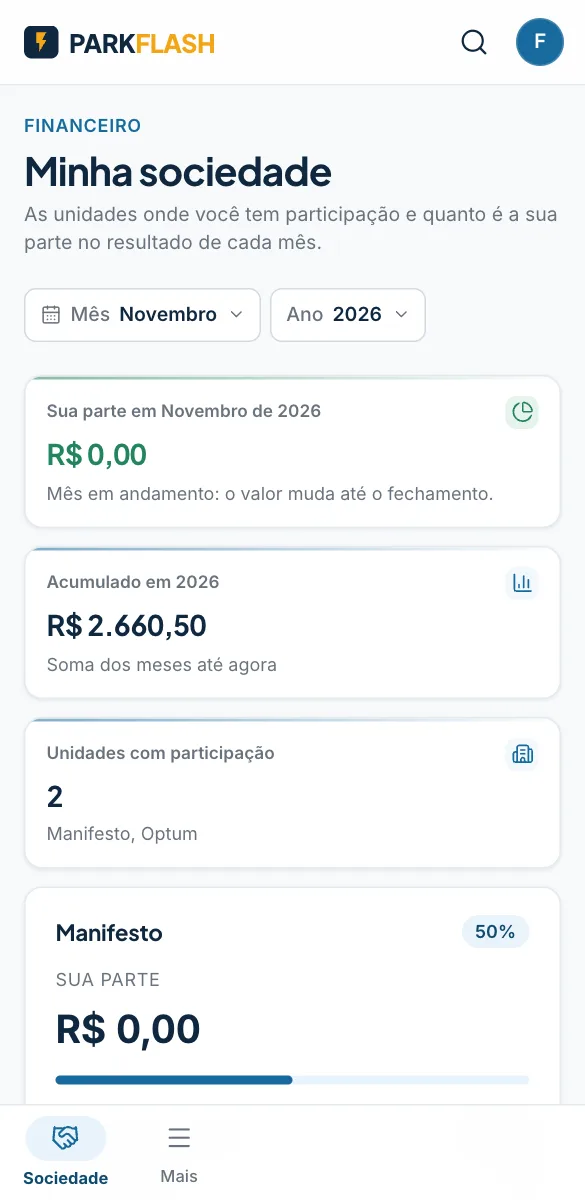 PARKFLASH
F
FINANCEIRO
Minha sociedade
As unidades onde você tem participação e quanto é a sua
parte no resultado de cada mês.
Mês Novembro
Ano 2026
Sua parte em Novembro de 2026
R$ 0,00
Mês em andamento: o valor muda até o fechamento.
Acumulado em 2026
R$ 2.660,50
Soma dos meses até agora
Unidades com participação
2
Manifesto, Optum
Manifesto
50%
SUA PARTE
R$ 0,00
Sociedade
Mais